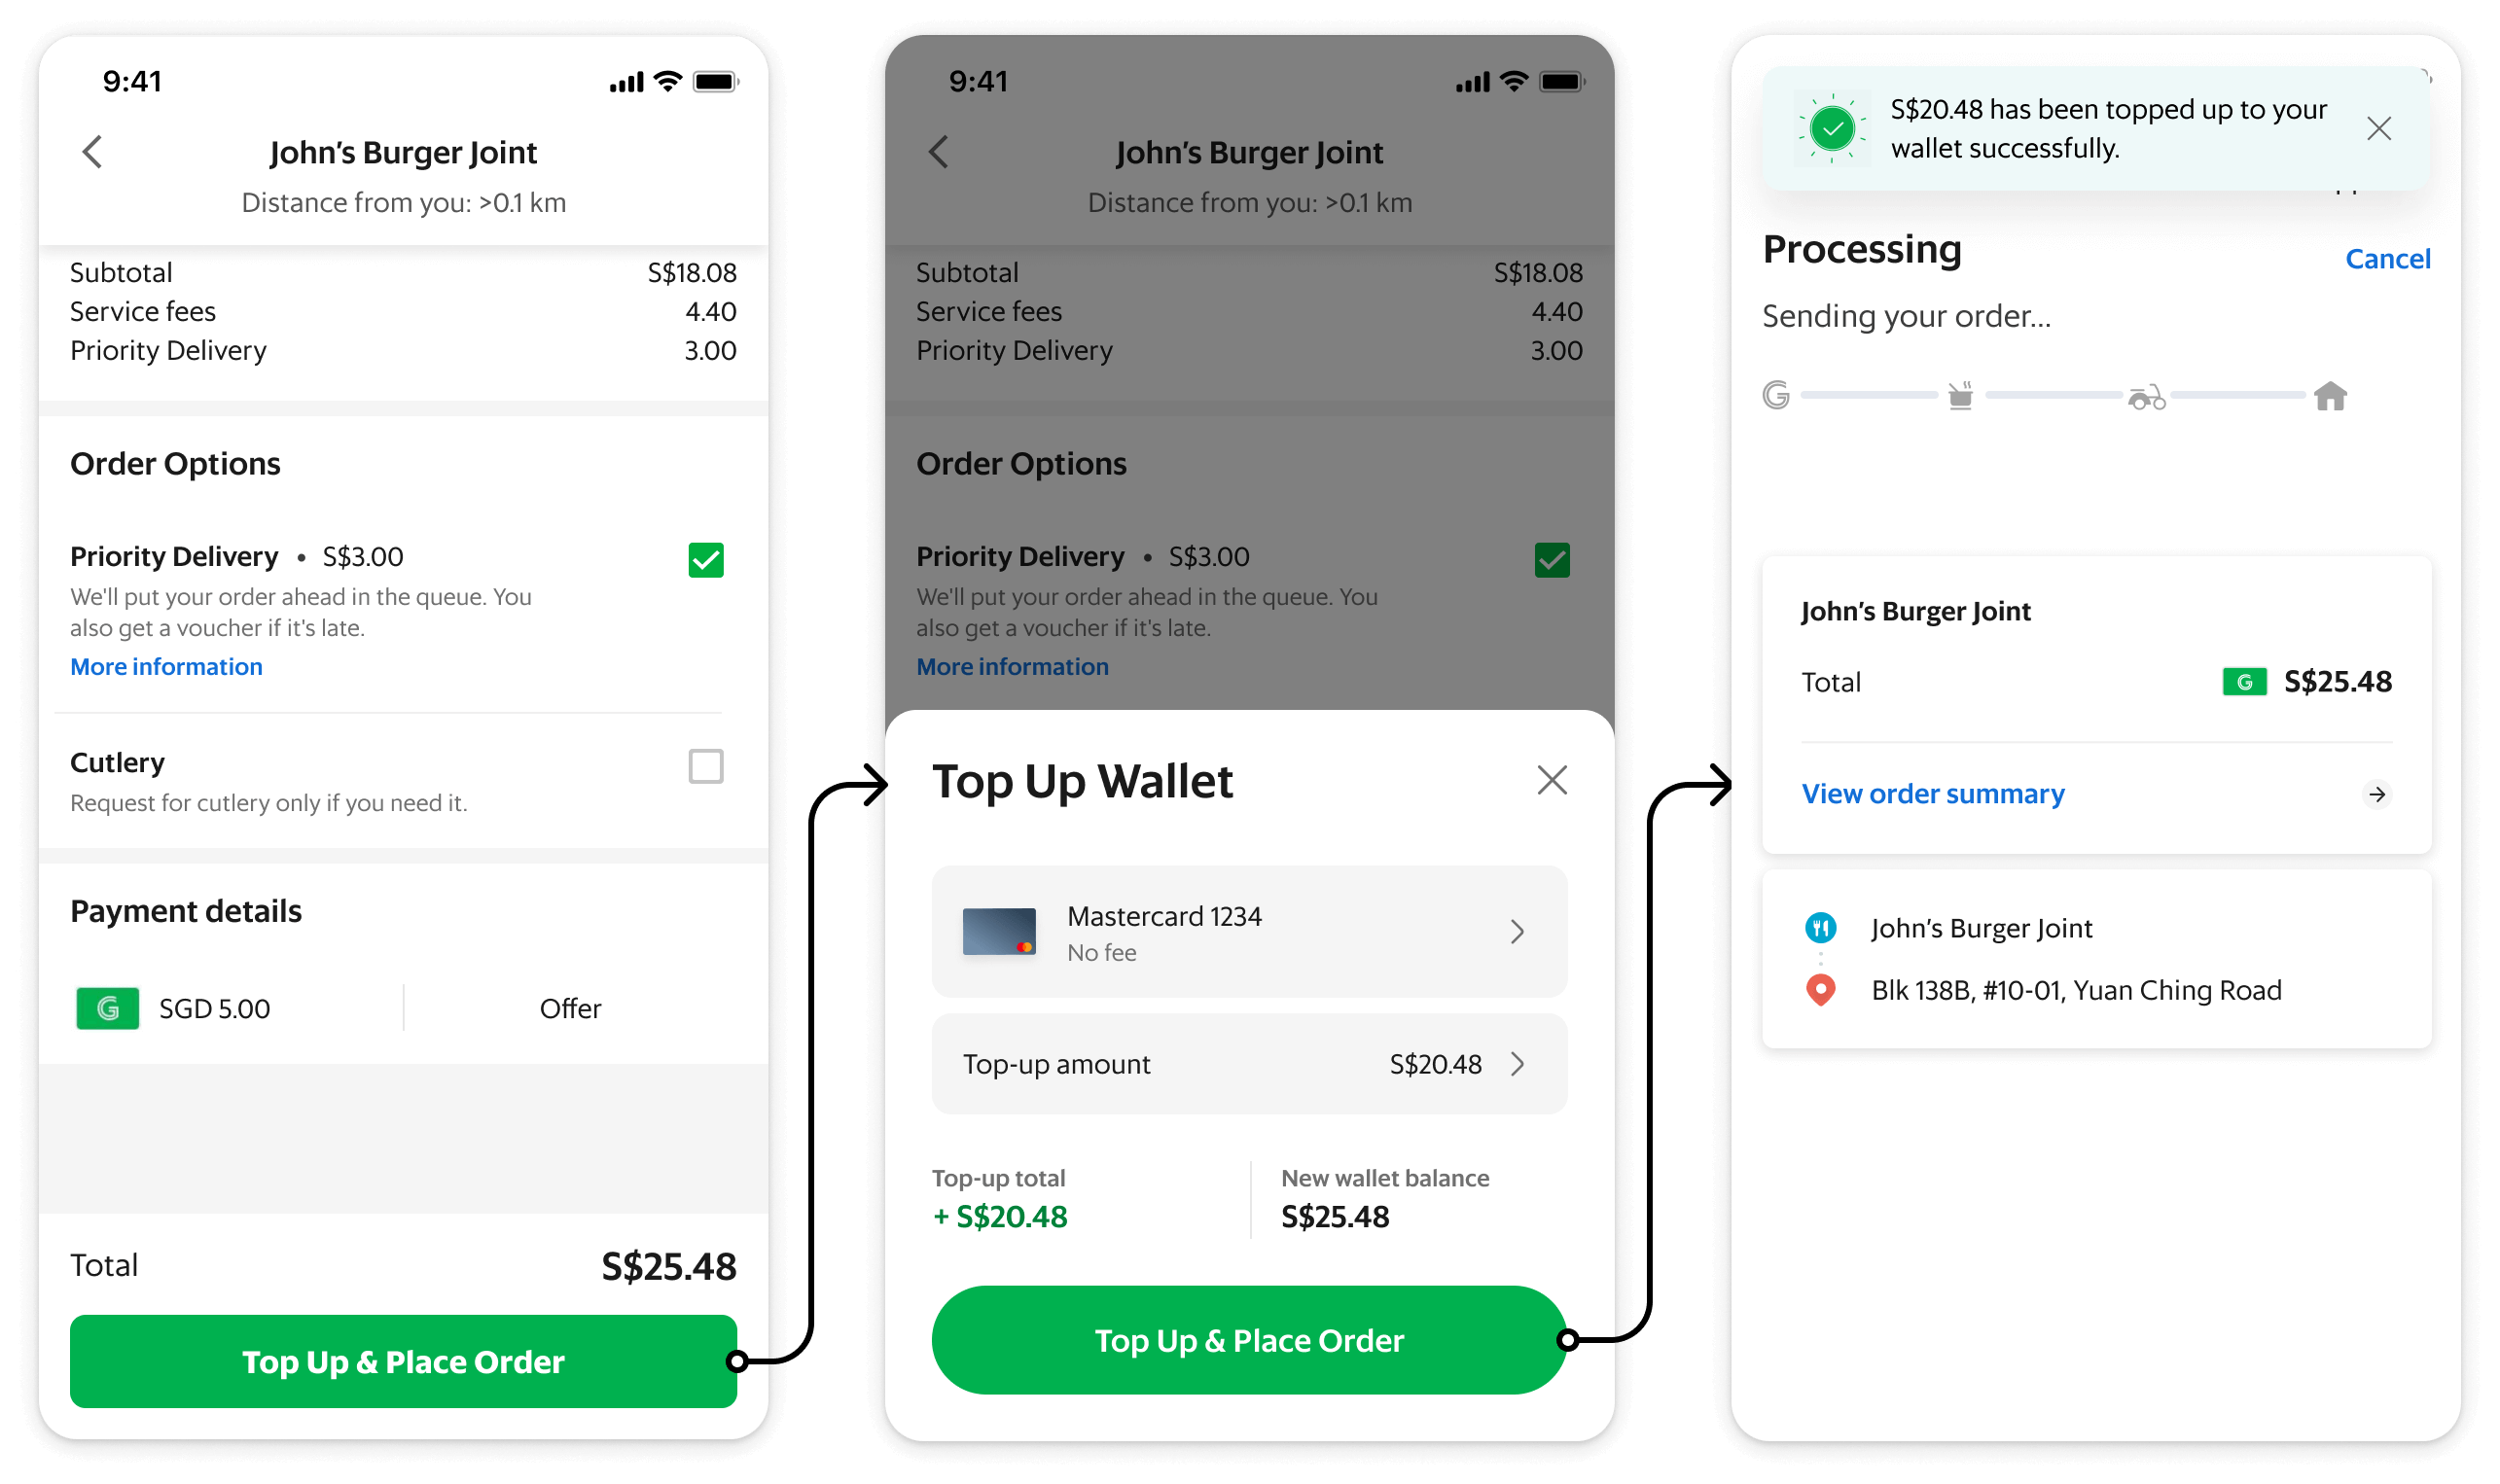 9:41
John's Burger Joint
Distance from you: >0.1 km
Subtotal S$18.08
Service fees 4.40
Priority Delivery 3.00
Order Options
Priority Delivery • S$3.00
We'll put your order ahead in the queue. You
also get a voucher if it's late.
More information
Cutlery
Request for cutlery only if you need it.
Payment details
G SGD 5.00 Offer
Total S$25.48
Top Up & Place Order
9:41
John's Burger Joint
Distance from you: >0.1 km
Subtotal S$18.08
Service fees 4.40
Priority Delivery 3.00
Order Options
Priority Delivery • S$3.00
We'll put your order ahead in the queue. You
also get a voucher if it's late.
More information
Top Up Wallet
Mastercard 1234
No fee
Top-up amount S$20.48
Top-up total New wallet balance
+ S$20.48 S$25.48
Top Up & Place Order
S$20.48 has been topped up to your
wallet successfully.
Processing Cancel
Sending your order...
G
John's Burger Joint
Total G S$25.48
View order summary
John's Burger Joint
Blk 138B, #10-01, Yuan Ching Road